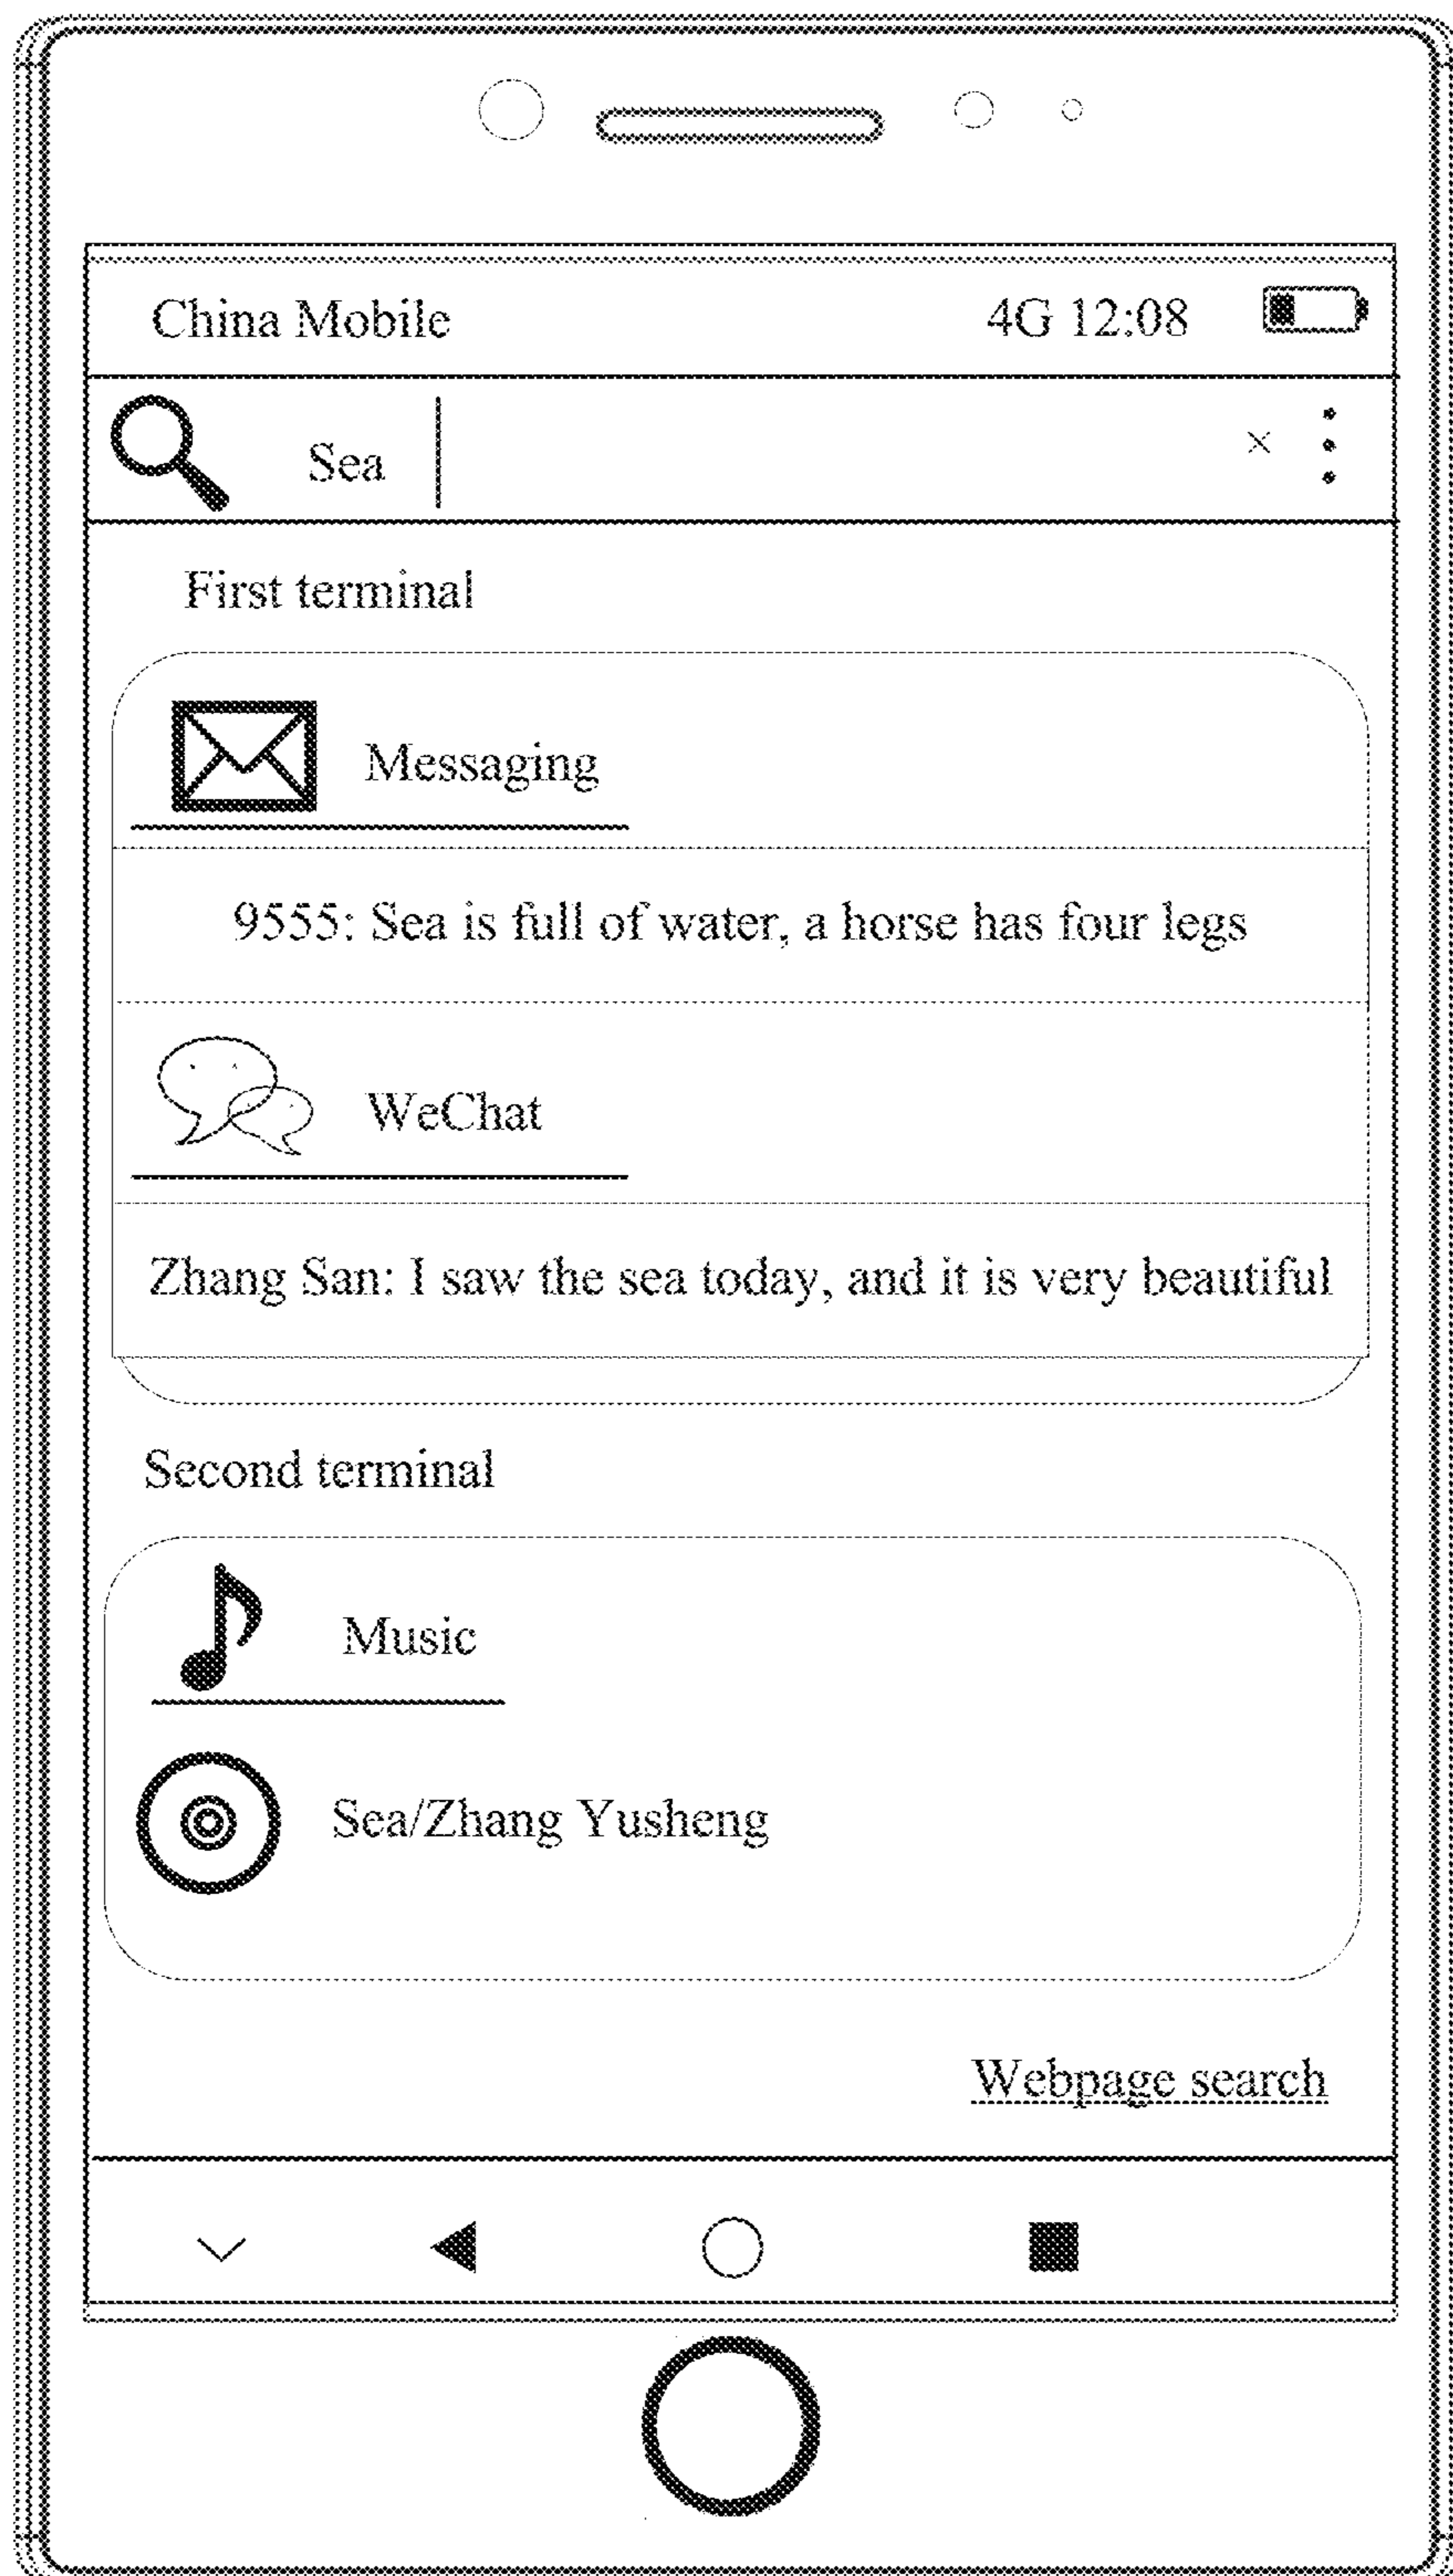 China Mobile 4G 12:08
Sea
First terminal
Messaging
9555: Sea is full of water, a horse has four legs
WeChat
Zhang San: I saw the sea today, and it is very beautiful
Second terminal
Music
Sea/Zhang Yusheng
Webpage search